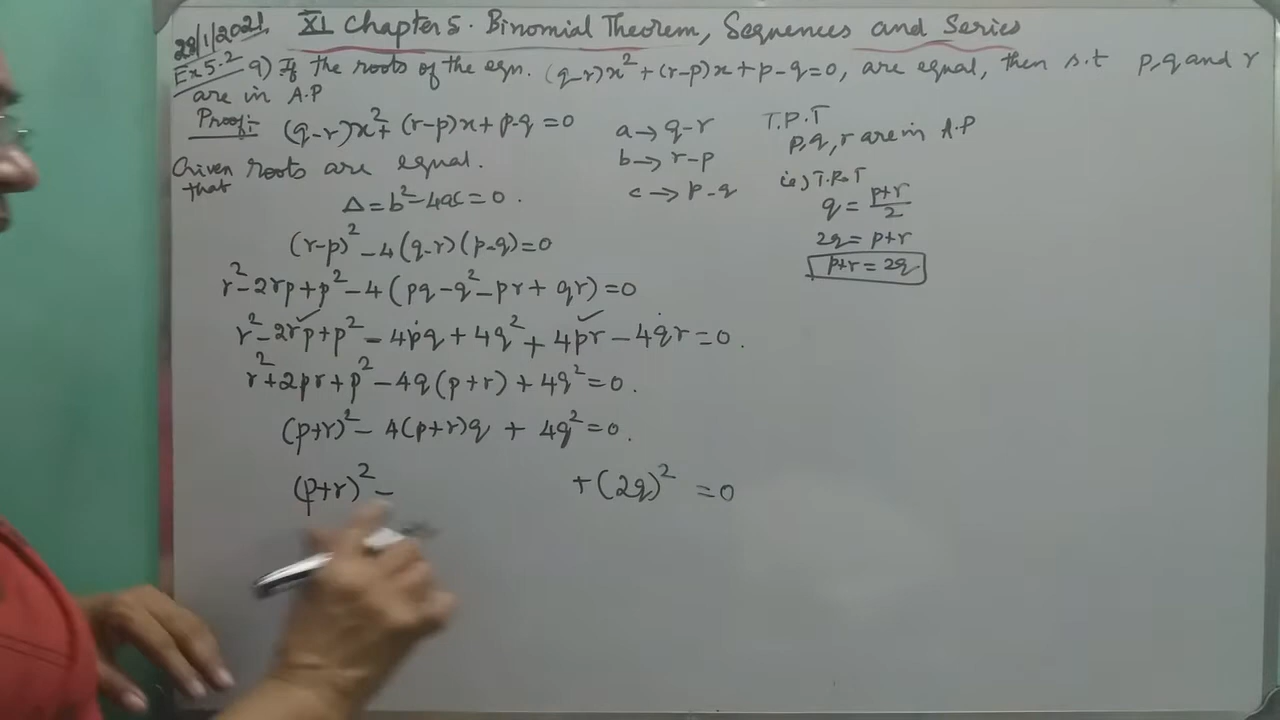 28/1/2021 XI Chapter 5. Binomial Theorem, Sequences and Series
Ex 5.2 9) If the roots of the eqn. (q-r)x²+(r-p)x+p-q=0, are equal, then s.t p,q and r
are in A.P
Proof:- (q-r)x²+(r-p)x+p-q=0
Given roots are equal.
that
Δ=b²-4ac=0.
(r-p)²-4(q-r)(p-q)=0
r²-2rp+p²-4(pq-q²-pr+qr)=0
r²-2rp+p²-4pq+4q²+4pr-4qr=0.
r²+2pr+p²-4q(p+r)+4q²=0.
(p+r)²-4(p+r)q+4q²=0.
(p+r)²- +(2q)²=0
a→q-r
b→r-p
c→p-q
T.P.T
p,q,r are in A.P
(ie) T.P.T
q=p+r/2
2q=p+r
p+r=2q